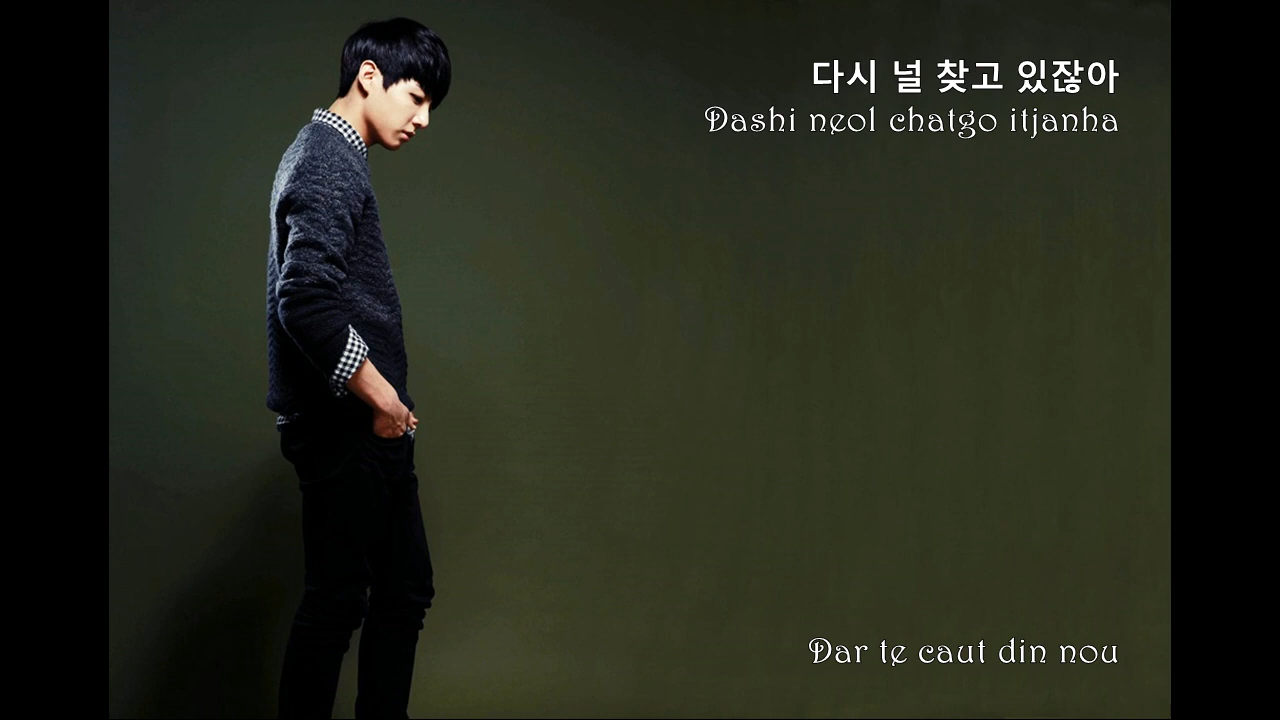 다시 널 찾고 있잖아
Dashi neol chatgo itjanha
Dar te caut din nou